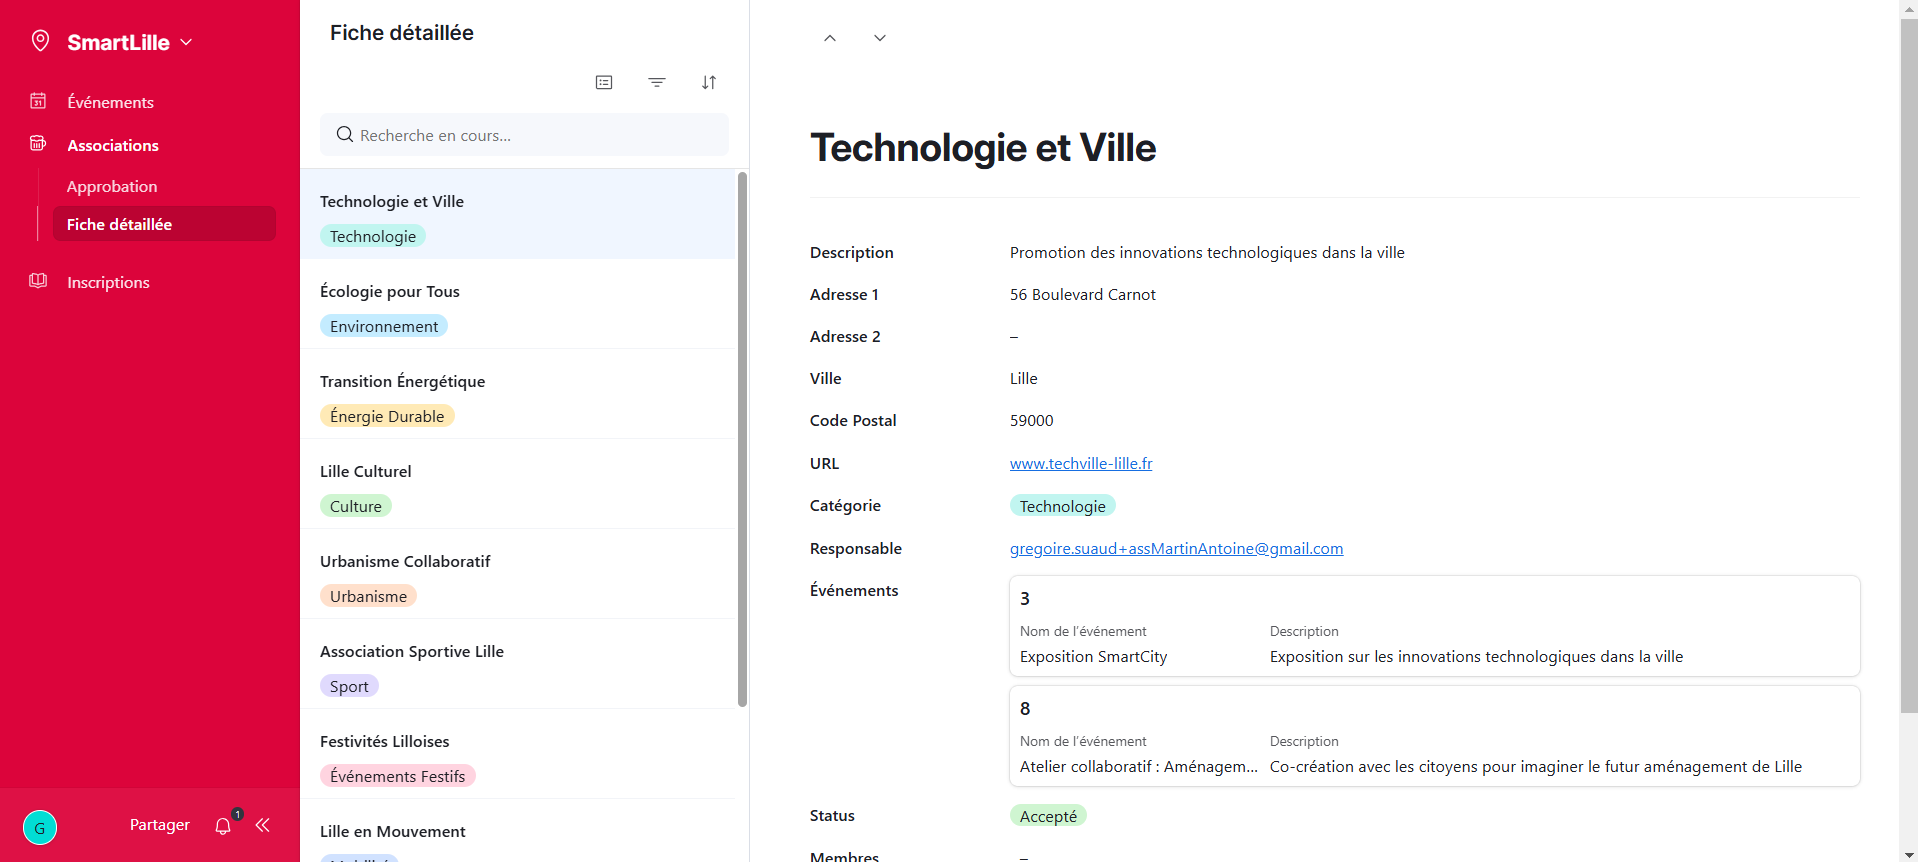 SmartLille
31
Événements
Associations
Approbation
Fiche détaillée
Inscriptions
G
Partager
1
Fiche détaillée
Recherche en cours...
Technologie et Ville
Technologie
Écologie pour Tous
Environnement
Transition Énergétique
Énergie Durable
Lille Culturel
Culture
Urbanisme Collaboratif
Urbanisme
Association Sportive Lille
Sport
Festivités Lilloises
Événements Festifs
Lille en Mouvement
Technologie et Ville
Description
Promotion des innovations technologiques dans la ville
Adresse 1
56 Boulevard Carnot
Adresse 2
–
Ville
Lille
Code Postal
59000
URL
www.techville-lille.fr
Catégorie
Technologie
Responsable
gregoire.suaud+assMartinAntoine@gmail.com
Événements
3
Nom de l'événement
Description
Exposition SmartCity
Exposition sur les innovations technologiques dans la ville
8
Nom de l'événement
Description
Atelier collaboratif : Aménagem...
Co-création avec les citoyens pour imaginer le futur aménagement de Lille
Status
Accepté
Membres
–